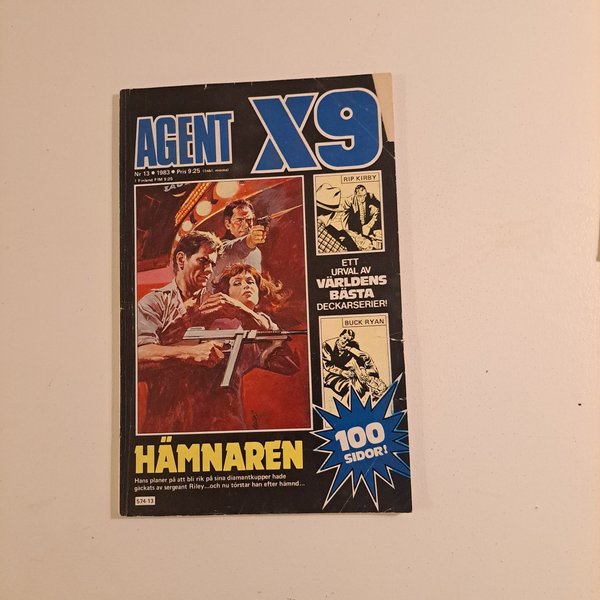 AGENT X9
Nr 13 • 1983 • Pris 9:25 (inkl. moms)
I Finland FIM 9:25
RIP KIRBY
ETT
URVAL AV
VÄRLDENS
BÄSTA
DECKARSERIER!
BUCK RYAN
100
SIDOR!
HÄMNAREN
Hans planer på att bli rik på sina diamantkupper hade
gäckats av sergeant Riley...och nu törstar han efter hämnd...
574-13